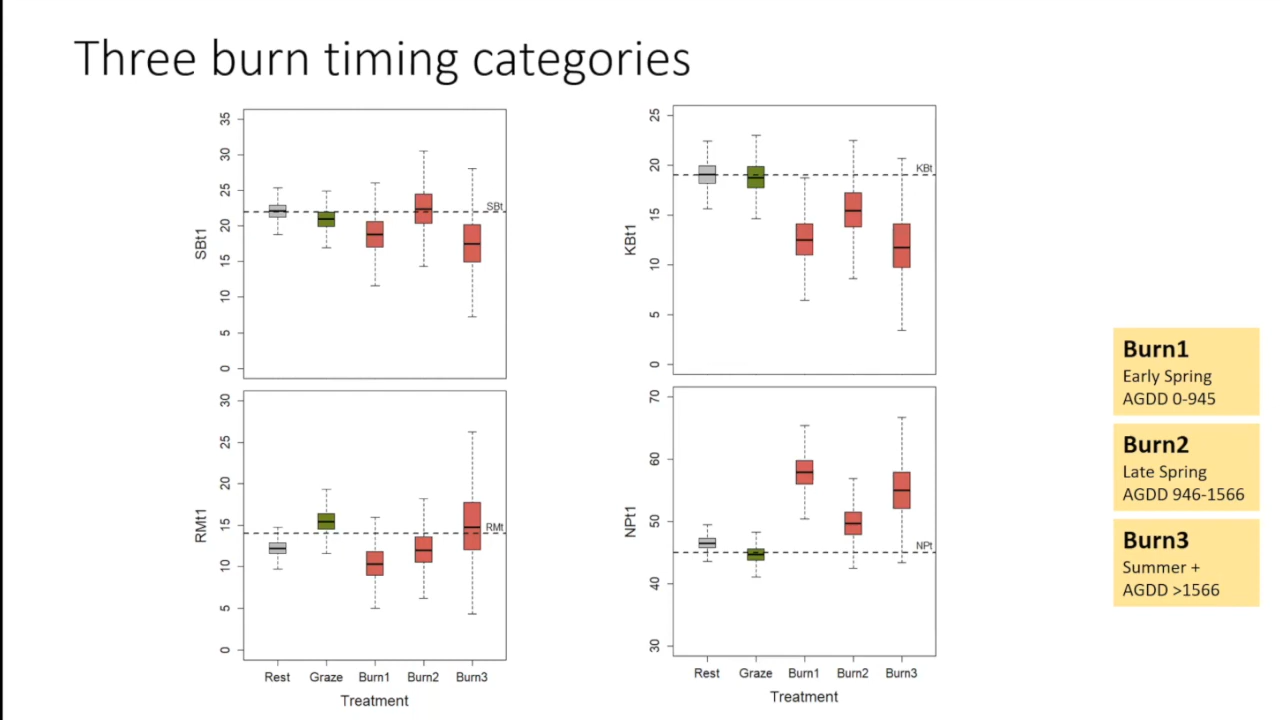 Three burn timing categories
35
30
25
20
15
10
5
0
SBt1
SBt
25
20
15
10
5
0
KBt1
KBt
30
25
20
15
10
5
0
RMt1
RMt
Rest Graze Burn1 Burn2 Burn3
Treatment
70
60
50
40
30
NPt1
NPt
Rest Graze Burn1 Burn2 Burn3
Treatment
Burn1
Early Spring
AGDD 0-945
Burn2
Late Spring
AGDD 946-1566
Burn3
Summer +
AGDD >1566